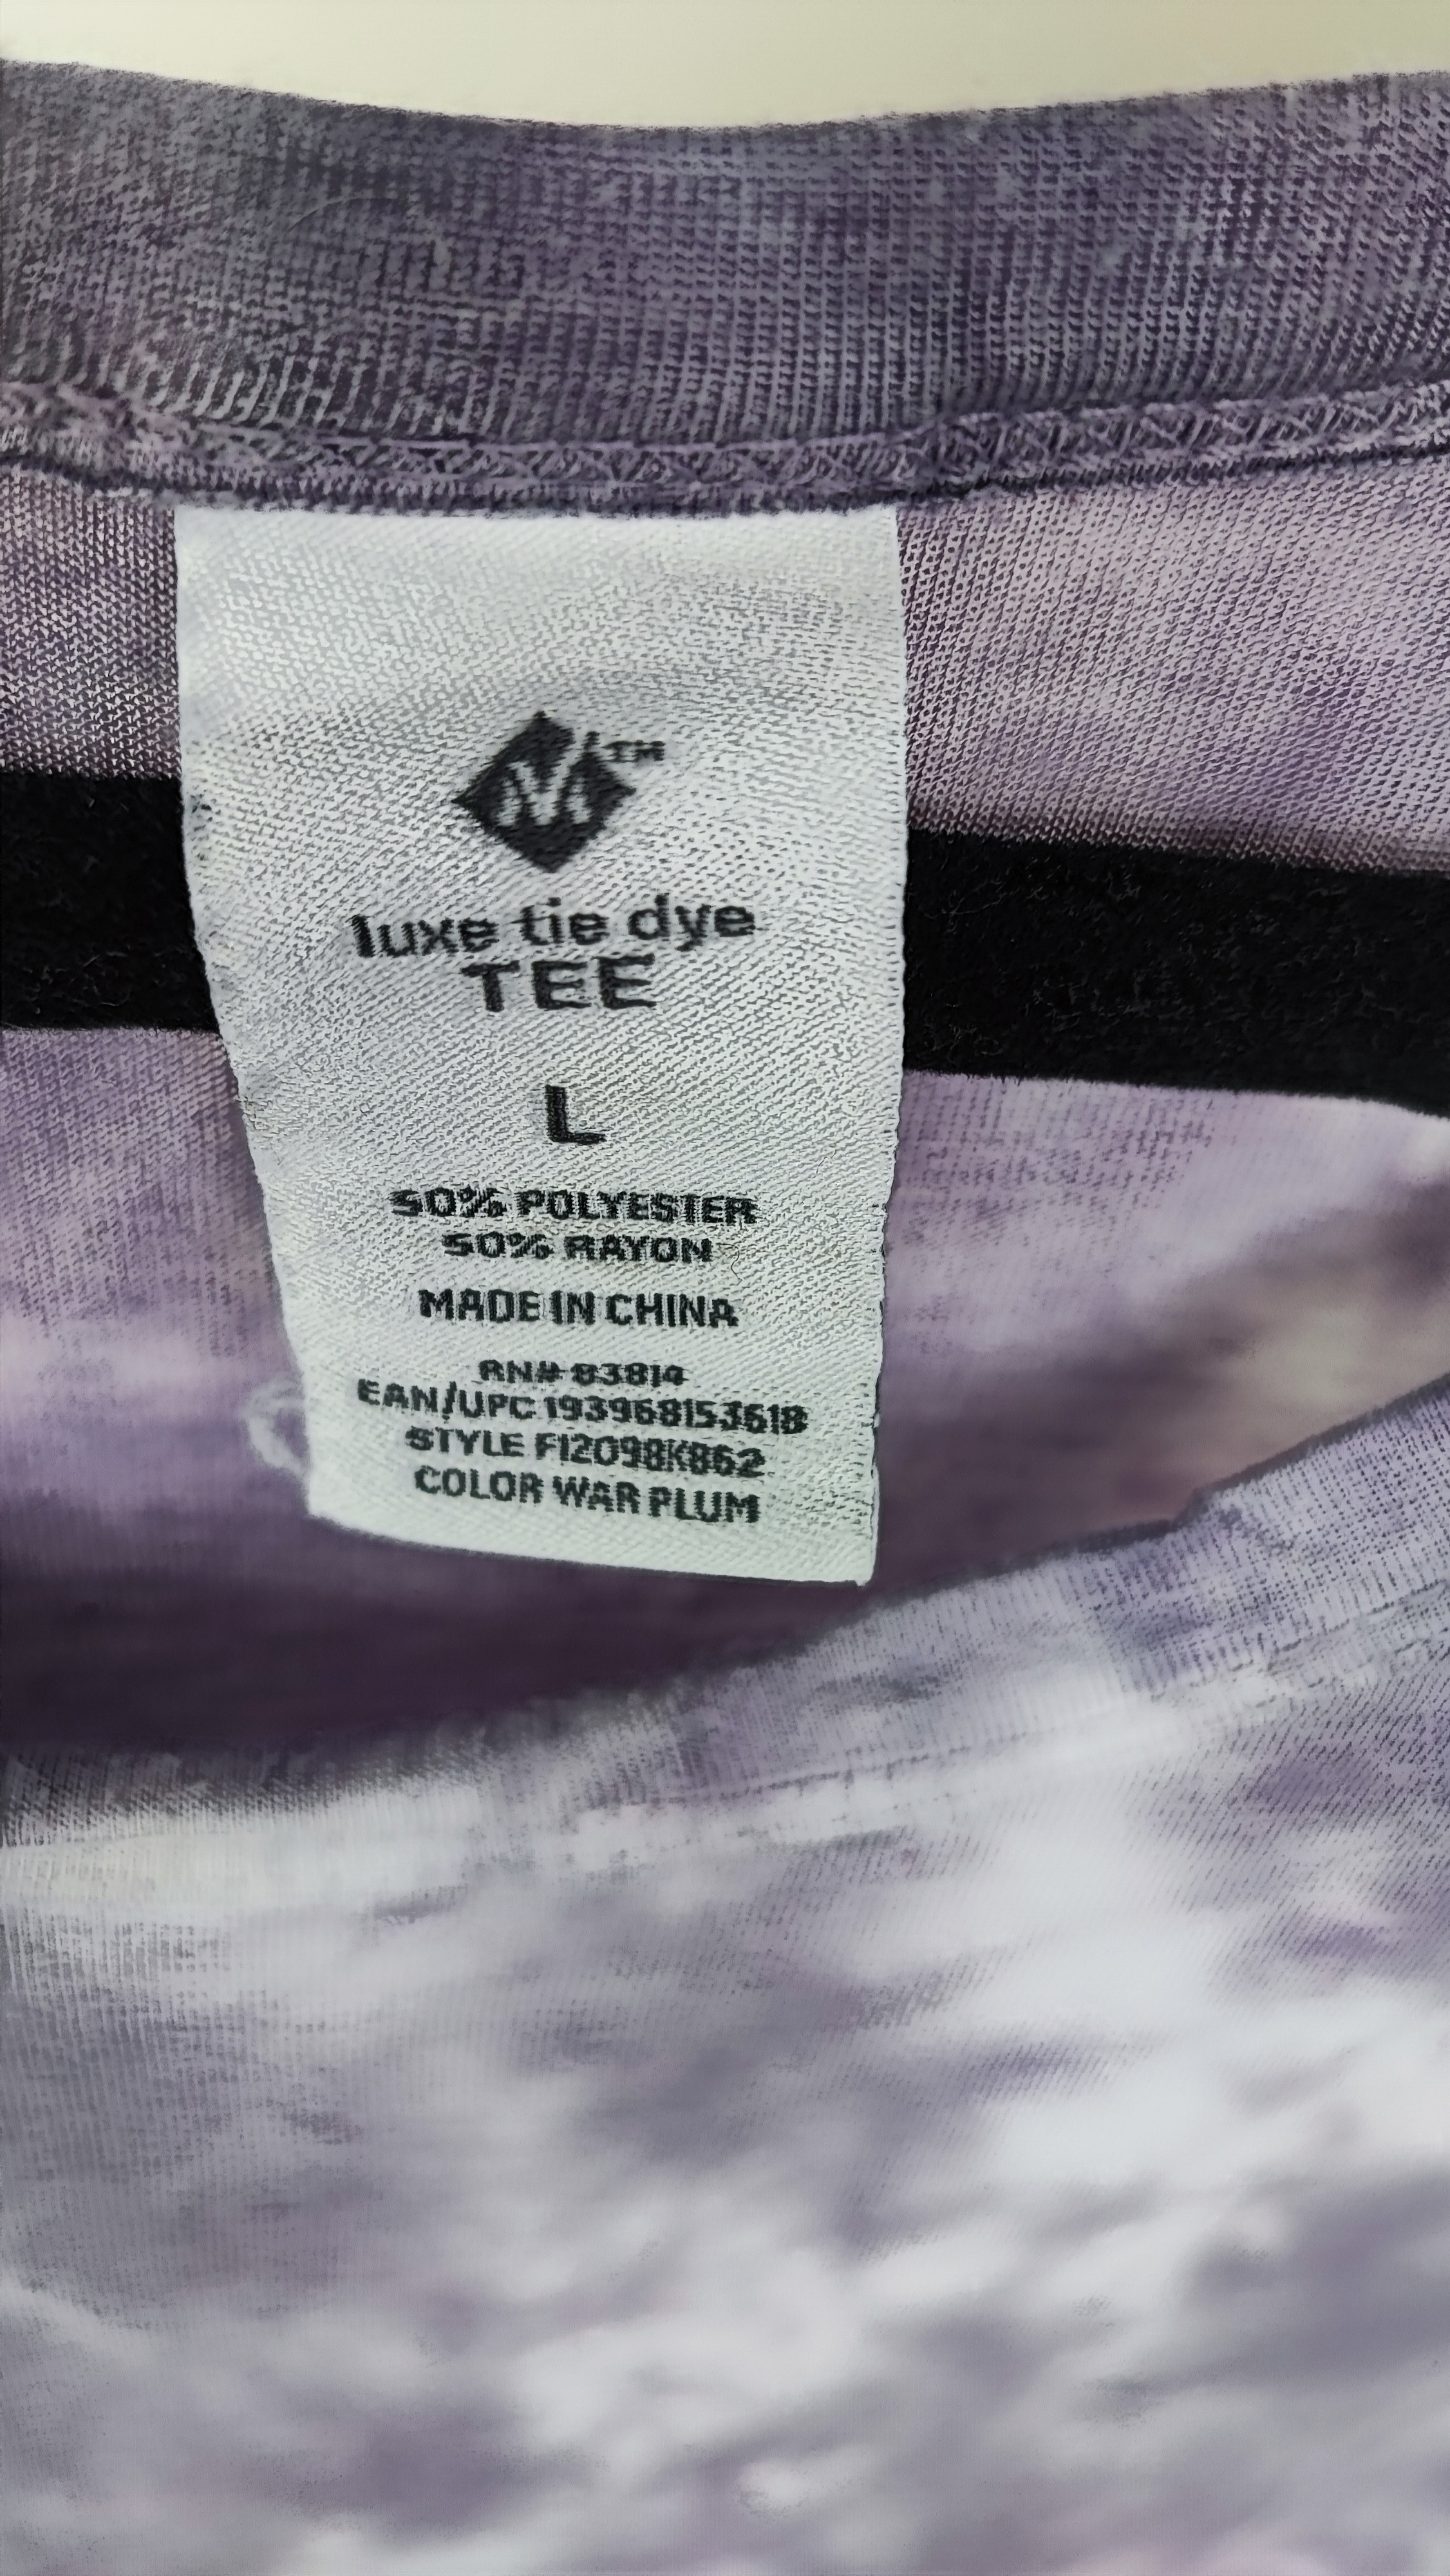 M™
luxe tie dye
TEE
L
50% POLYESTER
50% RAYON
MADE IN CHINA
RN# 83814
EAN/UPC 193968153618
STYLE F12098K862
COLOR WAR PLUM